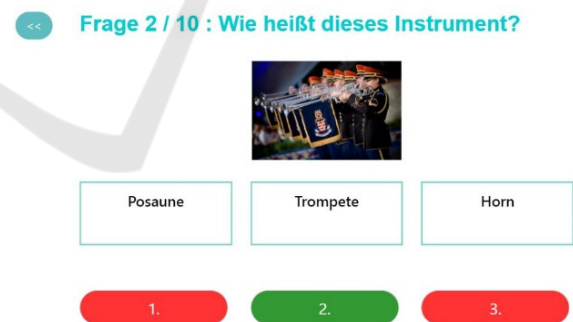 <<
Frage 2 / 10 : Wie heißt dieses Instrument?
Posaune
Trompete
Horn
1.
2.
3.